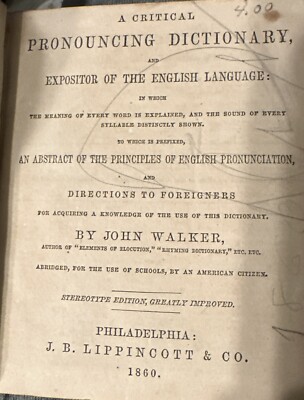 4.00
A CRITICAL
PRONOUNCING DICTIONARY,
AND
EXPOSITOR OF THE ENGLISH LANGUAGE:
IN WHICH
THE MEANING OF EVERY WORD IS EXPLAINED, AND THE SOUND OF EVERY
SYLLABLE DISTINCTLY SHOWN.
TO WHICH IS PREFIXED,
AN ABSTRACT OF THE PRINCIPLES OF ENGLISH PRONUNCIATION,
AND
DIRECTIONS TO FOREIGNERS
FOR ACQUIRING A KNOWLEDGE OF THE USE OF THIS DICTIONARY.
BY JOHN WALKER,
AUTHOR OF "ELEMENTS OF ELOCUTION," "RHYMING DICTIONARY," ETC. ETC.
ABRIDGED, FOR THE USE OF SCHOOLS, BY AN AMERICAN CITIZEN.
STEREOTYPE EDITION, GREATLY IMPROVED.
PHILADELPHIA:
J. B. LIPPINCOTT & CO.
1860.